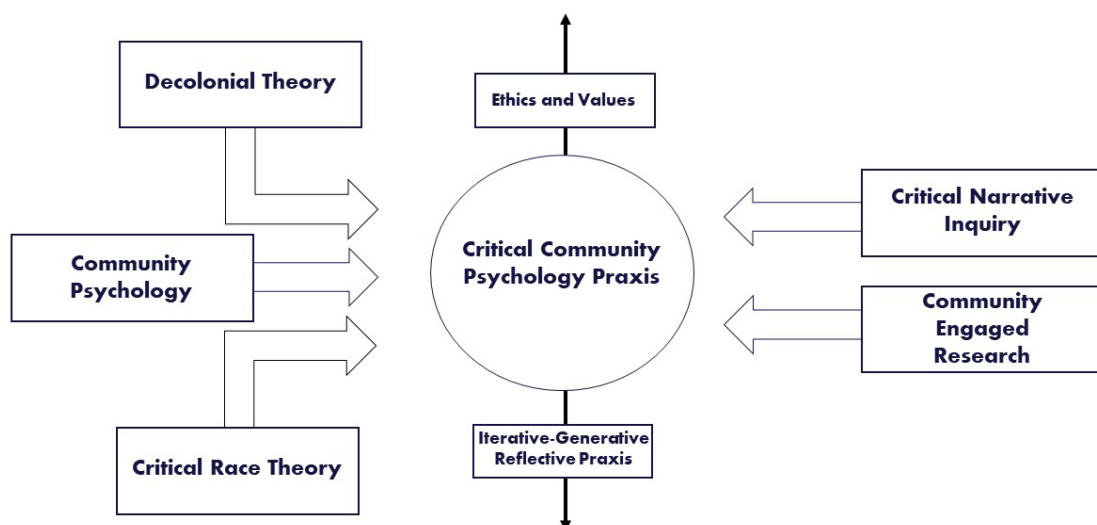 Decolonial Theory
Ethics and Values
Community
Psychology
Critical Community
Psychology Praxis
Critical Narrative
Inquiry
Community
Engaged
Research
Critical Race Theory
Iterative-Generative
Reflective Praxis